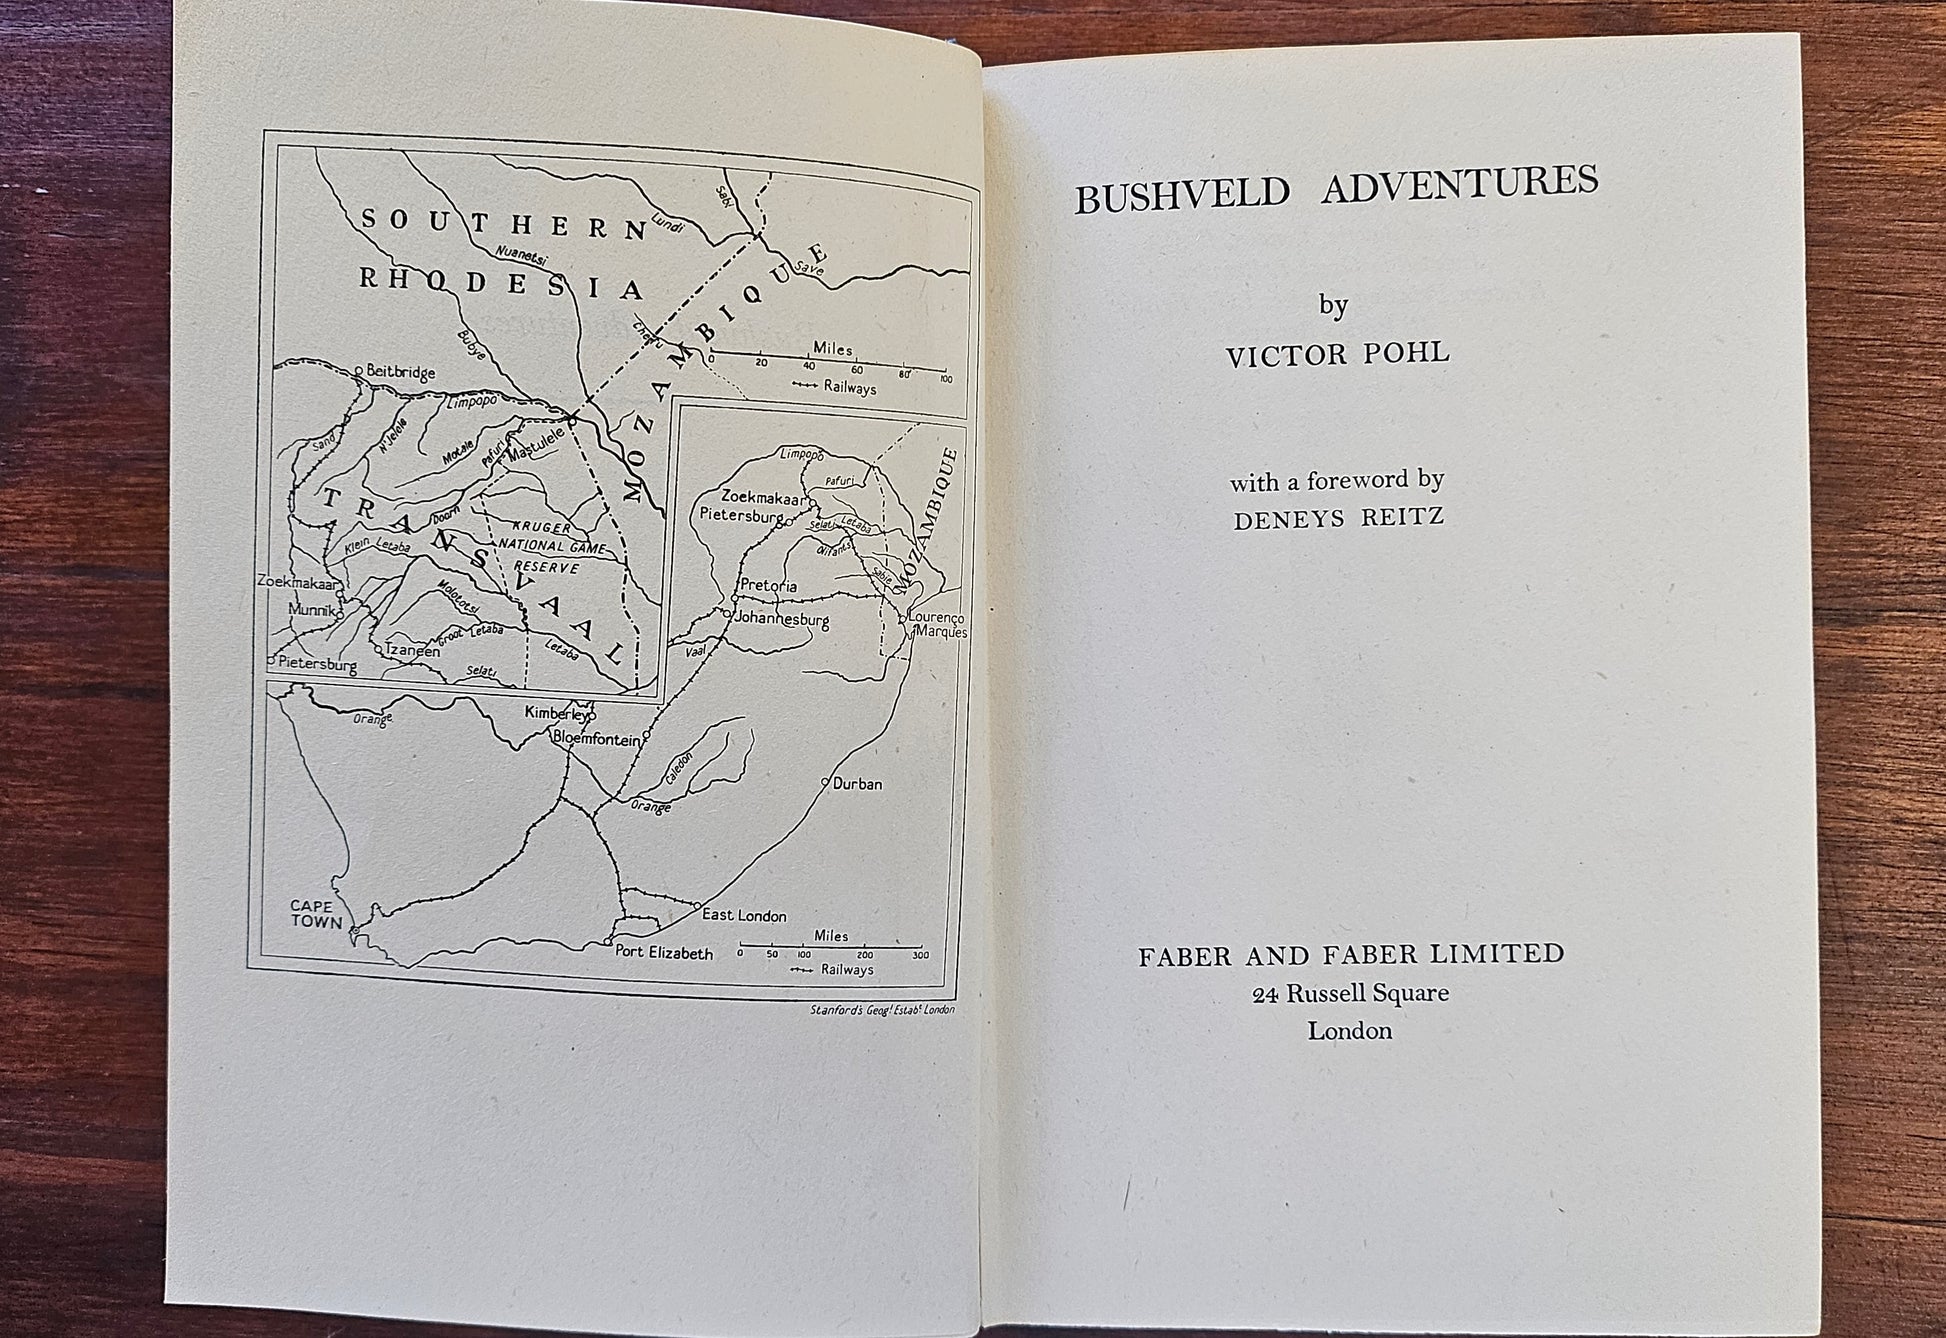 SOUTHERN
RHODESIA
Lundi
Sabi
Save
Nuanetsi
Bubye
MOZAMBIQUE
Miles
0 20 40 60 80 100
Railways
Beitbridge
Limpopo
Sand
N'Jelele
Motale
Pafuri
Mastulele
TRANSVAAL
Doorn
KRUGER
NATIONAL GAME
RESERVE
Klein Letaba
Zoekmakaar
Munnik
Molototsi
Groot Letaba
Tzaneen
Letaba
Pietersburg
Selati
Limpopo
Pafuri
MOZAMBIQUE
Zoekmakaar
Pietersburg
Selati
Letaba
Olifants
Sabie
Pretoria
Johannesburg
Lourenço
Marques
Vaal
Orange
Kimberley
Bloemfontein
Caledon
Orange
Durban
CAPE
TOWN
East London
Port Elizabeth
Miles
0 50 100 200 300
Railways
Stanford's Geogl Estabt London
BUSHVELD ADVENTURES
by
VICTOR POHL
with a foreword by
DENEYS REITZ
FABER AND FABER LIMITED
24 Russell Square
London